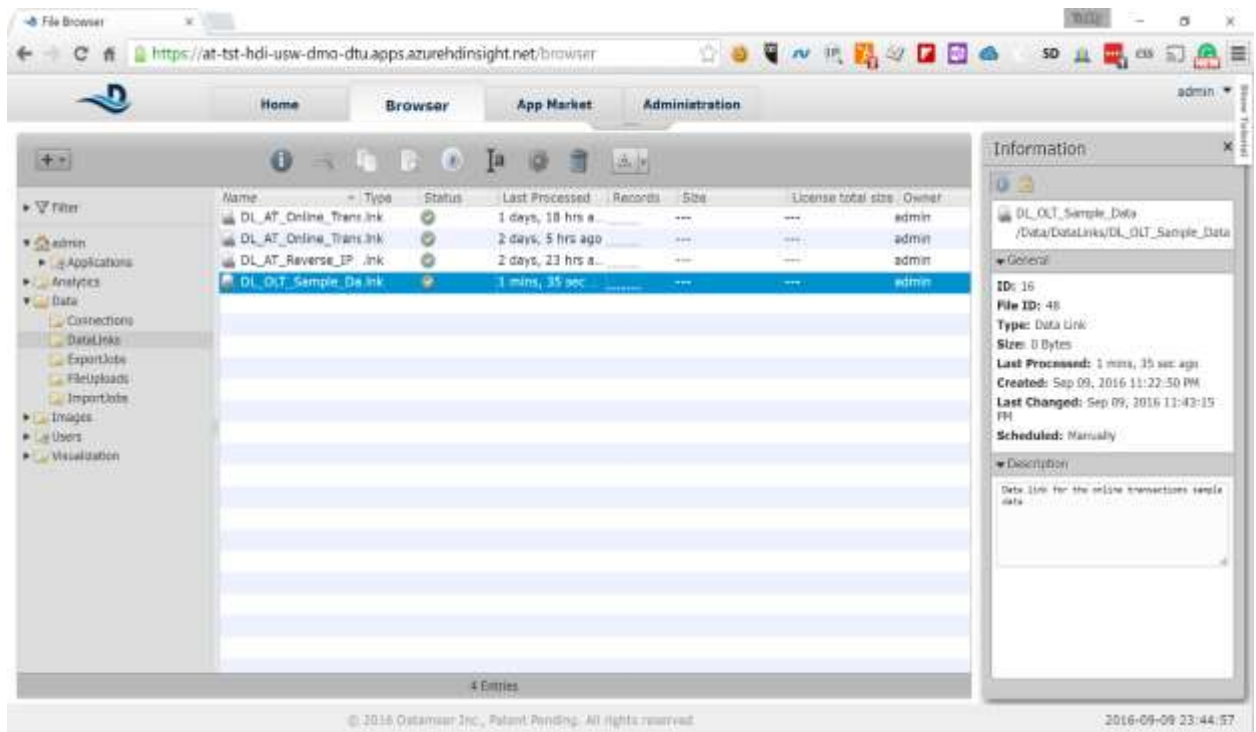 File Browser
https://at-tst-hdi-usw-dmo-dtu.apps.azurehdinsight.net/browser
SD
CSS
Home Browser App Market Administration
admin
Show Tutorial
Information
Filter
admin
Applications
Analytics
Data
Connections
DataLinks
ExportJobs
FileUploads
ImportJobs
Images
Users
Visualization
Name Type Status Last Processed Records Size License total size Owner
DL_AT_Online_Trans .lnk 1 days, 18 hrs a... --- --- admin
DL_AT_Online_Trans .lnk 2 days, 5 hrs ago --- --- admin
DL_AT_Reverse_IP .lnk 2 days, 23 hrs a... --- --- admin
DL_OLT_Sample_Da .lnk 1 mins, 35 sec ... --- --- admin
4 Entries
DL_OLT_Sample_Data
/Data/DataLinks/DL_OLT_Sample_Data
General
ID: 16
File ID: 48
Type: Data Link
Size: 0 Bytes
Last Processed: 1 mins, 35 sec ago
Created: Sep 09, 2016 11:22:50 PM
Last Changed: Sep 09, 2016 11:43:15
PM
Scheduled: Manually
Description
Data link for the online transactions sample
data
© 2016 Datameer Inc., Patent Pending. All rights reserved.
2016-09-09 23:44:57